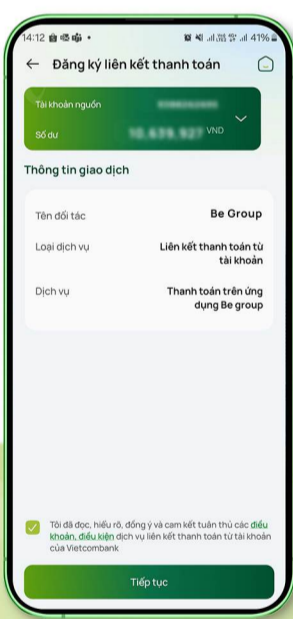 14:12
41%
Đăng ký liên kết thanh toán
Tài khoản nguồn
Số dư
VND
Thông tin giao dịch
Tên đối tác Be Group
Loại dịch vụ Liên kết thanh toán từ
tài khoản
Dịch vụ Thanh toán trên ứng
dụng Be group
Tôi đã đọc, hiểu rõ, đồng ý và cam kết tuân thủ các điều
khoản, điều kiện dịch vụ liên kết thanh toán từ tài khoản
của Vietcombank
Tiếp tục